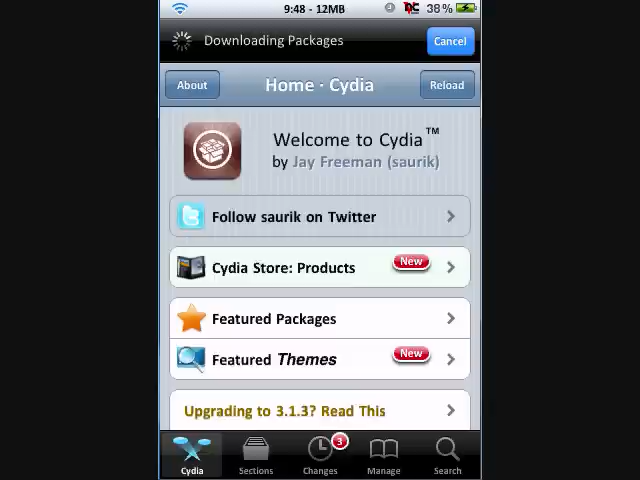 9:48 - 12MB
38%
Downloading Packages
Cancel
About
Home · Cydia
Reload
Welcome to Cydia™
by Jay Freeman (saurik)
Follow saurik on Twitter
Cydia Store: Products
New
Featured Packages
Featured Themes
New
Upgrading to 3.1.3? Read This
3
Cydia
Sections
Changes
Manage
Search